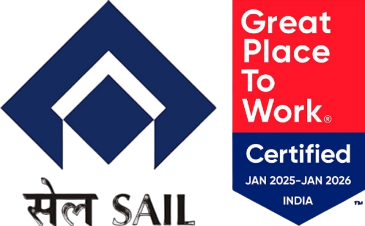 सेल SAIL
Great
Place
To
Work®
Certified
JAN 2025-JAN 2026
INDIA
™